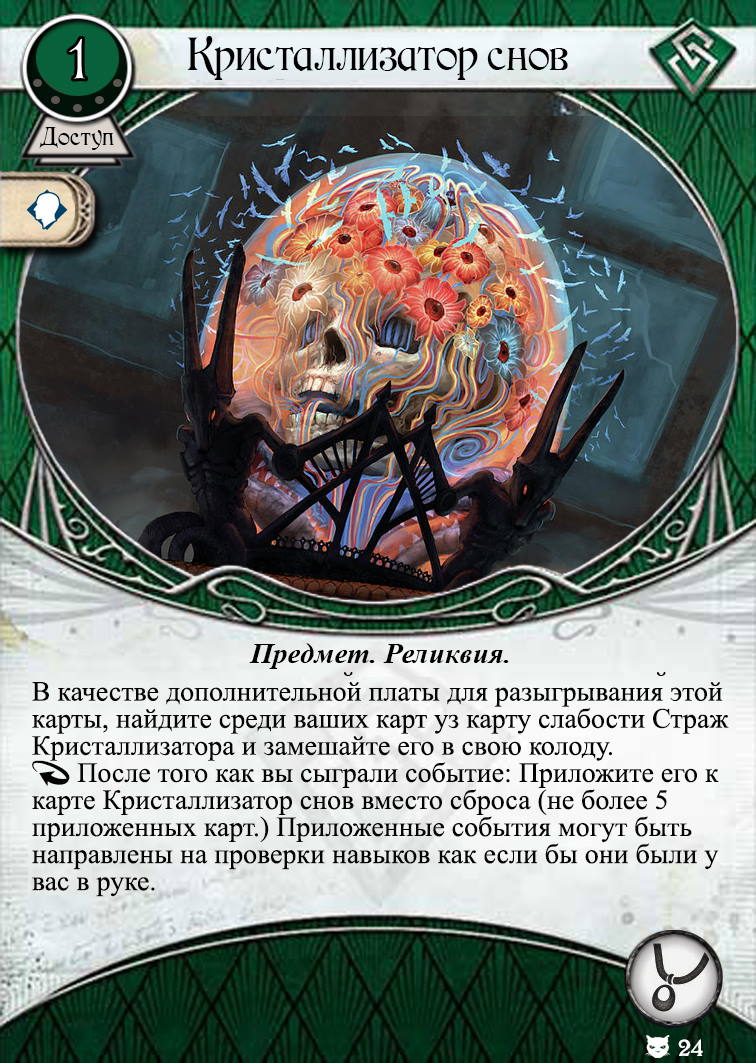 1
Кристаллизатор снов
Доступ
Предмет. Реликвия.
В качестве дополнительной платы для разыгрывания этой
карты, найдите среди ваших карт уз карту слабости Страж
Кристаллизатора и замешайте его в свою колоду.
После того как вы сыграли событие: Приложите его к
карте Кристаллизатор снов вместо сброса (не более 5
приложенных карт.) Приложенные события могут быть
направлены на проверки навыков как если бы они были у
вас в руке.
24